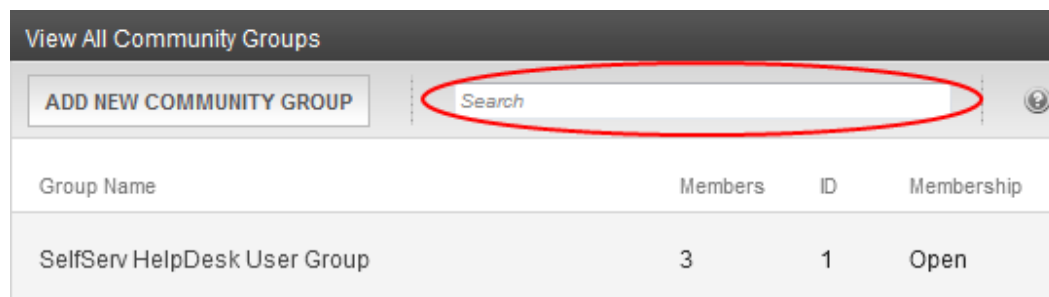 View All Community Groups
ADD NEW COMMUNITY GROUP Search
Group Name Members ID Membership
SelfServ HelpDesk User Group 3 1 Open